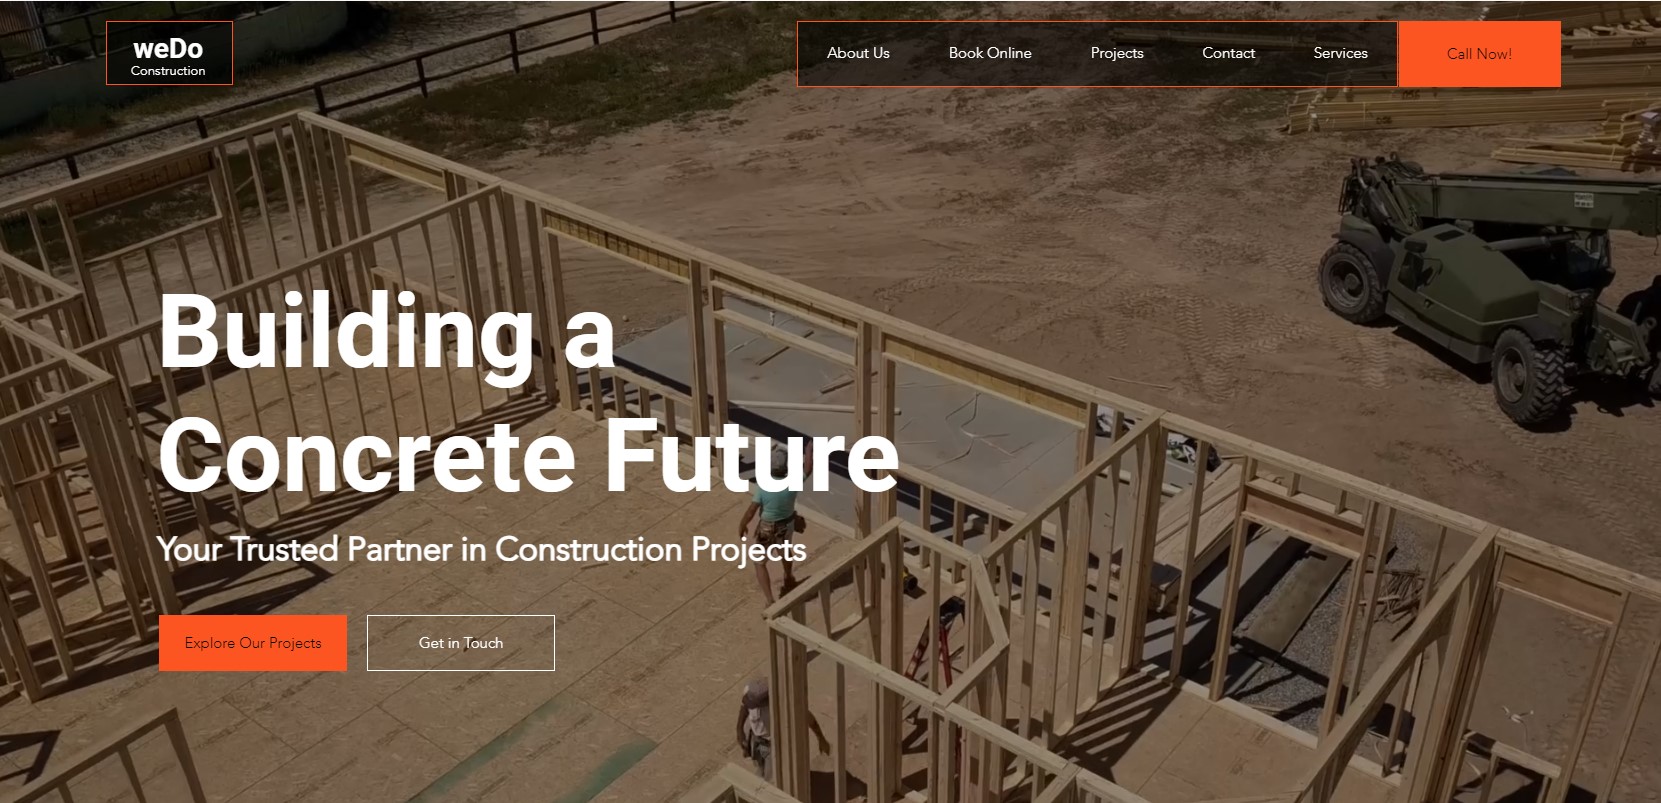 weDo
Construction
About Us
Book Online
Projects
Contact
Services
Call Now!
Building a
Concrete Future
Your Trusted Partner in Construction Projects
Explore Our Projects
Get in Touch